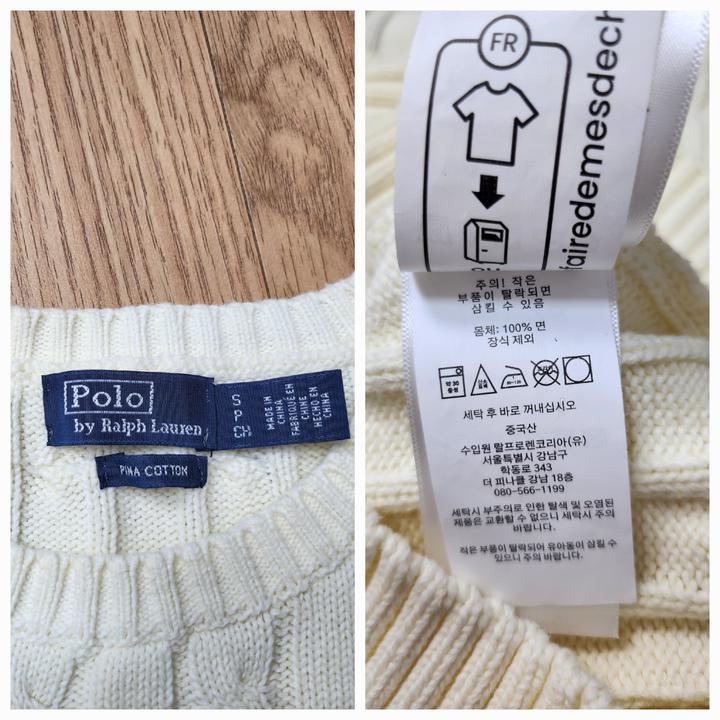 Polo
by Ralph Lauren
S
P
CH
MADE IN
CHINA
FABRIQUÉ EN
CHINE
HECHO EN
CHINA
PIMA COTTON
FR
fairedemesdech
주의! 작은
부품이 탈락되면
삼킬 수 있음
몸체: 100% 면
장식 제외
약 30
중성
세탁 후 바로 꺼내십시오
중국산
수입원 랄프로렌코리아(유)
서울특별시 강남구
학동로 343
더 피나클 강남 18층
080-566-1199
세탁시 부주의로 인한 탈색 및 오염된
제품은 교환할 수 없으니 세탁시 주의
바랍니다.
작은 부품이 탈락되어 유아동이 삼킬 수
있으니 주의 바랍니다.